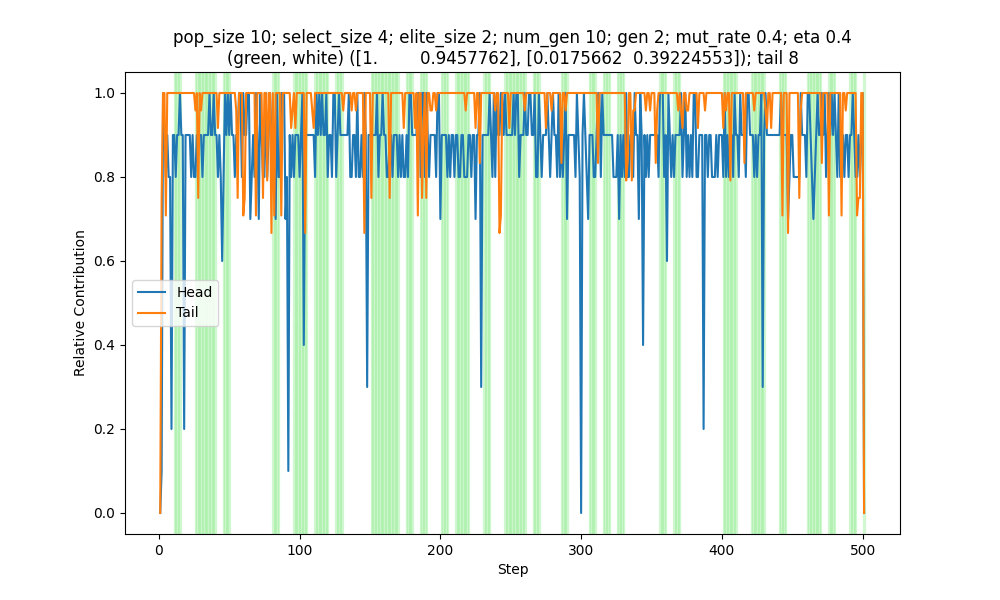 pop_size 10; select_size 4; elite_size 2; num_gen 10; gen 2; mut_rate 0.4; eta 0.4
(green, white) ([1. 0.9457762], [0.0175662 0.39224553]); tail 8
1.0
0.8
0.6
0.4
0.2
0.0
Relative Contribution
Head
Tail
0 100 200 300 400 500
Step